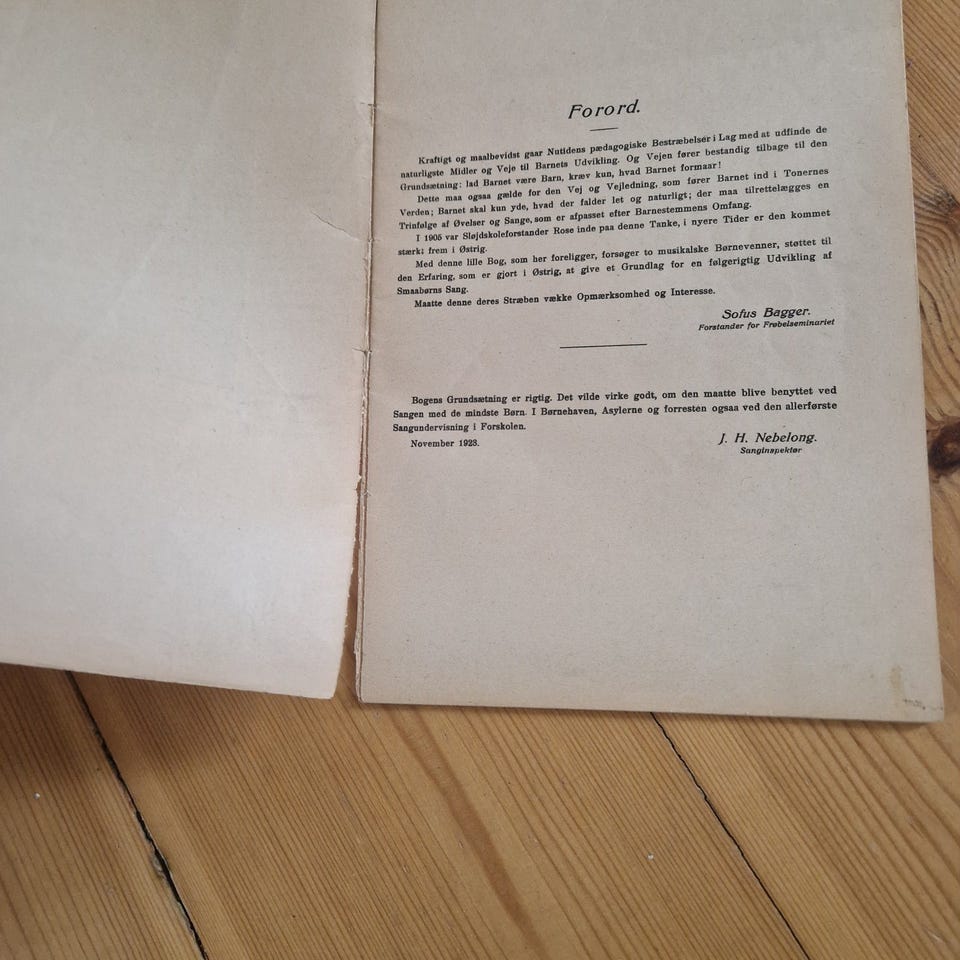 Forord.
Kraftigt og maalbevidst gaar Nutidens pædagogiske Bestræbelser i Lag med at udfinde de
naturligste Midler og Veje til Barnets Udvikling. Og Vejen fører bestandig tilbage til den
Grundsætning: lad Barnet være Barn, kræv kun, hvad Barnet formaar!
Dette maa ogsaa gælde for den Vej og Vejledning, som fører Barnet ind i Tonernes
Verden; Barnet skal kun yde, hvad der falder let og naturligt; der maa tilrettelægges en
Trinfølge af Øvelser og Sange, som er afpasset efter Barnestemmens Omfang.
I 1905 var Sløjdskoleforstander Rose inde paa denne Tanke, i nyere Tider er den kommet
stærkt frem i Østrig.
Med denne lille Bog, som her foreligger, forsøger to musikalske Børnevenner, støttet til
den Erfaring, som er gjort i Østrig, at give et Grundlag for en følgerigtig Udvikling af
Smaabørns Sang.
Maatte denne deres Stræben vække Opmærksomhed og Interesse.
Sofus Bagger.
Forstander for Frøbelseminariet
Bogens Grundsætning er rigtig. Det vilde virke godt, om den maatte blive benyttet ved
Sangen med de mindste Børn. I Børnehaven, Asylerne og forresten ogsaa ved den allerførste
Sangundervisning i Forskolen.
November 1923.
J. H. Nebelong.
Sanginspektør